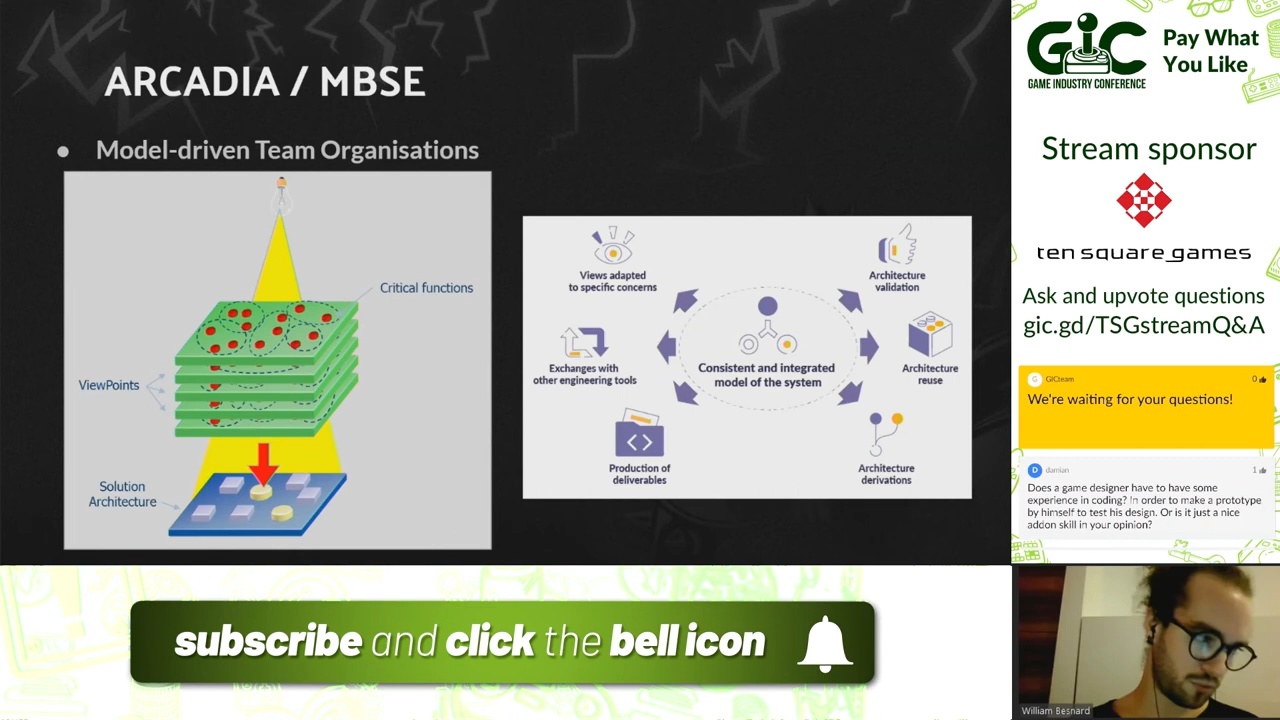 ARCADIA / MBSE
● Model-driven Team Organisations
Critical functions
ViewPoints
Solution
Architecture
Views adapted
to specific concerns
Architecture
validation
Exchanges with
other engineering tools
Consistent and integrated
model of the system
Architecture
reuse
Production of
deliverables
Architecture
derivations
GIC
GAME INDUSTRY CONFERENCE
Pay What
You Like
Stream sponsor
ten square games
Ask and upvote questions
gic.gd/TSGstreamQ&A
G GICteam 0
We're waiting for your questions!
D damian 1
Does a game designer have to have some
experience in coding? In order to make a prototype
by himself to test his design. Or is it just a nice
addon skill in your opinion?
subscribe and click the bell icon
William Besnard